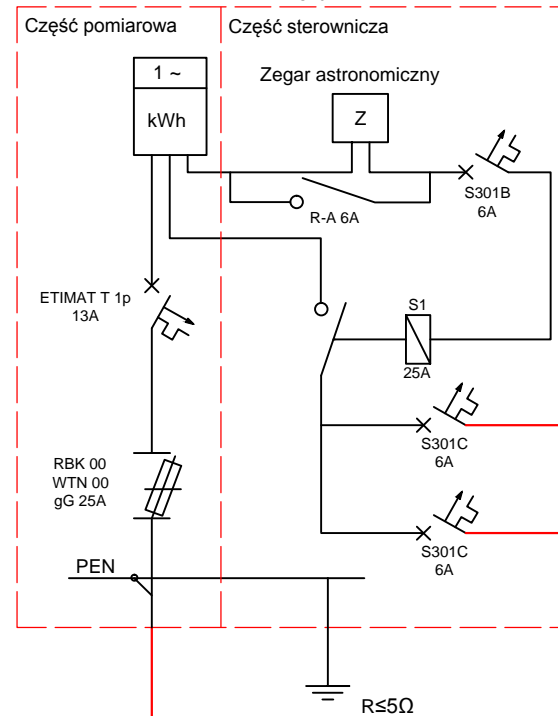 Część pomiarowa
Część sterownicza
1 ~
kWh
Zegar astronomiczny
Z
R-A 6A
S301B
6A
ETIMAT T 1p
13A
S1
25A
S301C
6A
RBK 00
WTN 00
gG 25A
S301C
6A
PEN
R≤5Ω